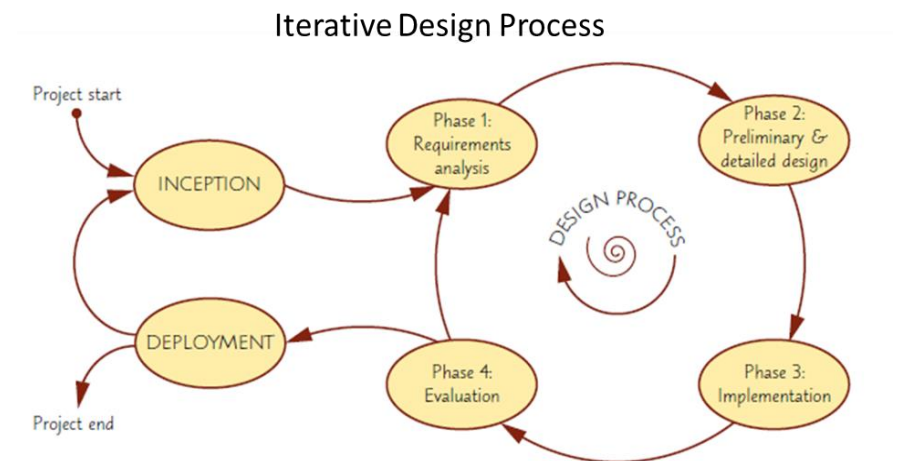 Iterative Design Process
Project start
INCEPTION
Phase 1:
Requirements
analysis
Phase 2:
Preliminary &
detailed design
DESIGN PROCESS
DEPLOYMENT
Phase 4:
Evaluation
Phase 3:
Implementation
Project end